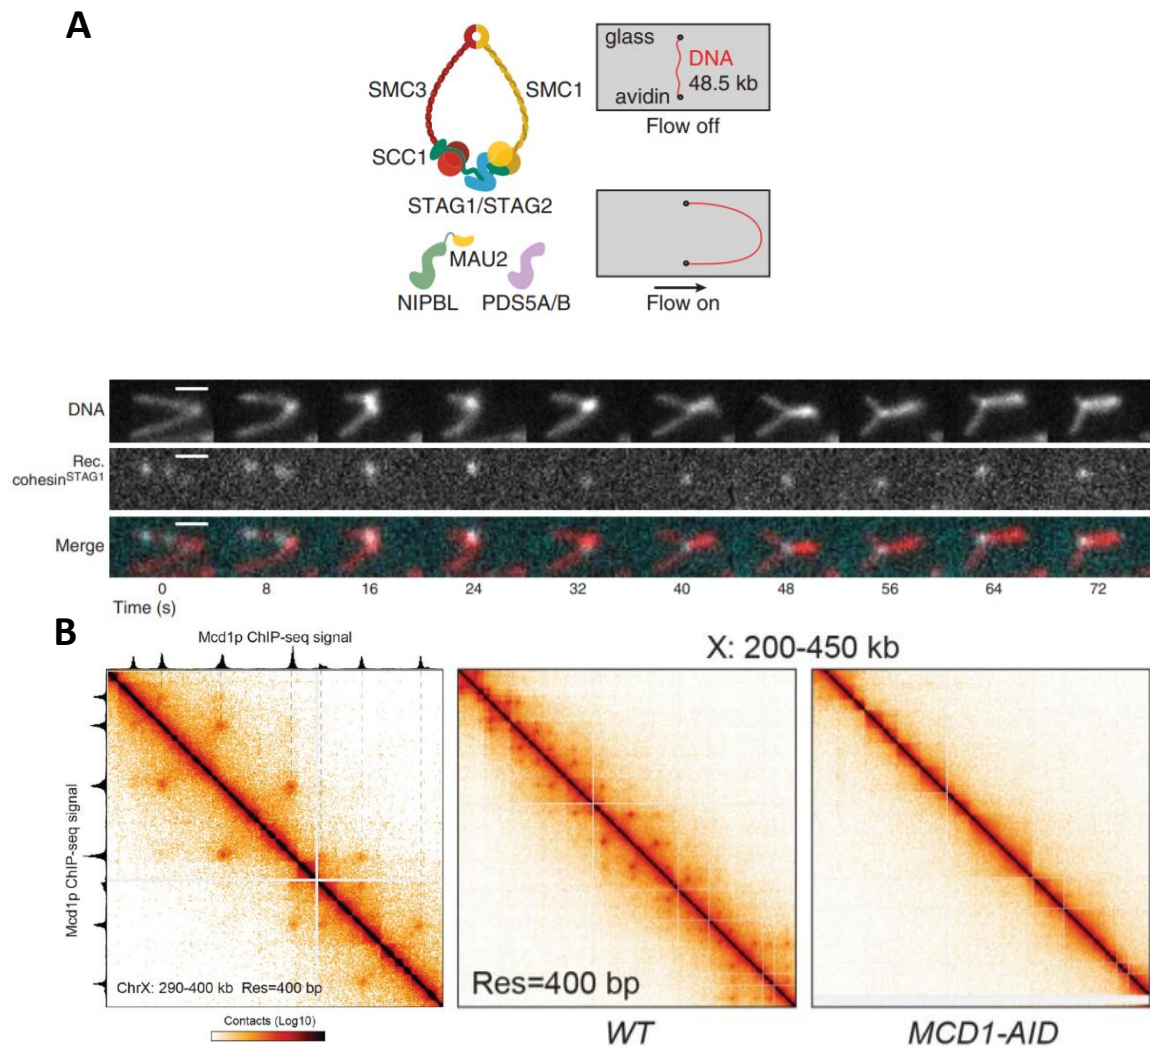 A
SMC3
SMC1
SCC1
STAG1/STAG2
MAU2
NIPBL
PDS5A/B
glass
DNA
48.5 kb
avidin
Flow off
Flow on
DNA
Rec.
cohesinSTAG1
Merge
0 8 16 24 32 40 48 56 64 72
Time (s)
B
Mcd1p ChIP-seq signal
Mcd1p ChIP-seq signal
ChrX: 290-400 kb Res=400 bp
Contacts (Log10)
X: 200-450 kb
Res=400 bp
WT
MCD1-AID